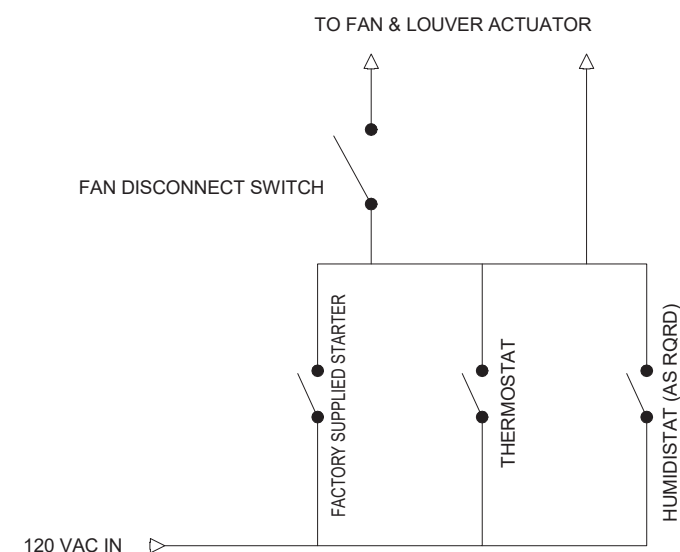 TO FAN & LOUVER ACTUATOR
FAN DISCONNECT SWITCH
FACTORY SUPPLIED STARTER
THERMOSTAT
HUMIDISTAT (AS RQRD)
120 VAC IN